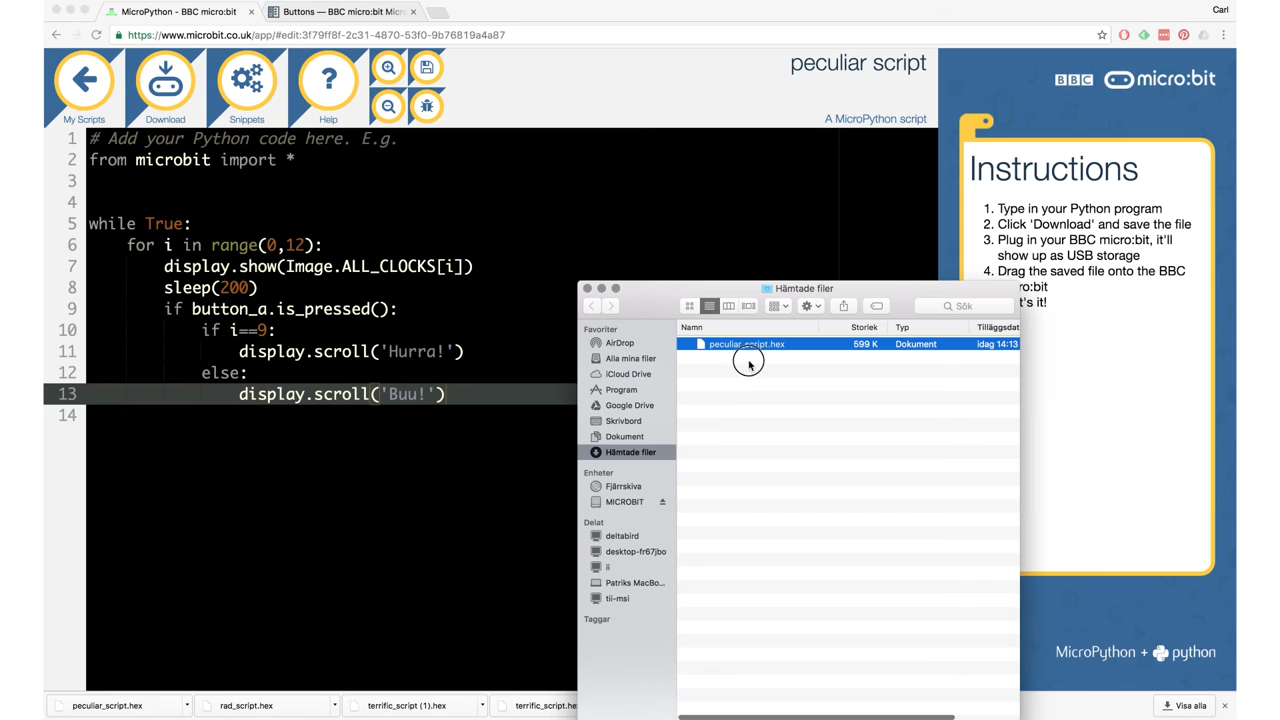 MicroPython - BBC micro:bit
Buttons — BBC micro:bit Micr
Carl
https://www.microbit.co.uk/app/#edit:3f79ff8f-2c31-4870-53f0-9b76819a4a87
My Scripts
Download
Snippets
?
Help
peculiar script
A MicroPython script
BBC micro:bit
1 # Add your Python code here. E.g.
2 from microbit import *
3
4
5 while True:
6 for i in range(0,12):
7 display.show(Image.ALL_CLOCKS[i])
8 sleep(200)
9 if button_a.is_pressed():
10 if i==9:
11 display.scroll('Hurra!')
12 else:
13 display.scroll('Buu!')
14
Instructions
1. Type in your Python program
2. Click 'Download' and save the file
3. Plug in your BBC micro:bit, it'll
show up as USB storage
4. Drag the saved file onto the BBC
ro:bit
t's it!
Hämtade filer
Sök
Favoriter
AirDrop
Alla mina filer
iCloud Drive
Program
Google Drive
Skrivbord
Dokument
Hämtade filer
Enheter
Fjärrskiva
MICROBIT
Delat
deltabird
desktop-fr67jbo
ii
Patriks MacBo...
tii-msi
Taggar
Namn Storlek Typ Tilläggsdat
peculiar_script.hex 599 K Dokument idag 14:13
MicroPython + python
peculiar_script.hex
rad_script.hex
terrific_script (1).hex
terrific_script.he
Visa alla